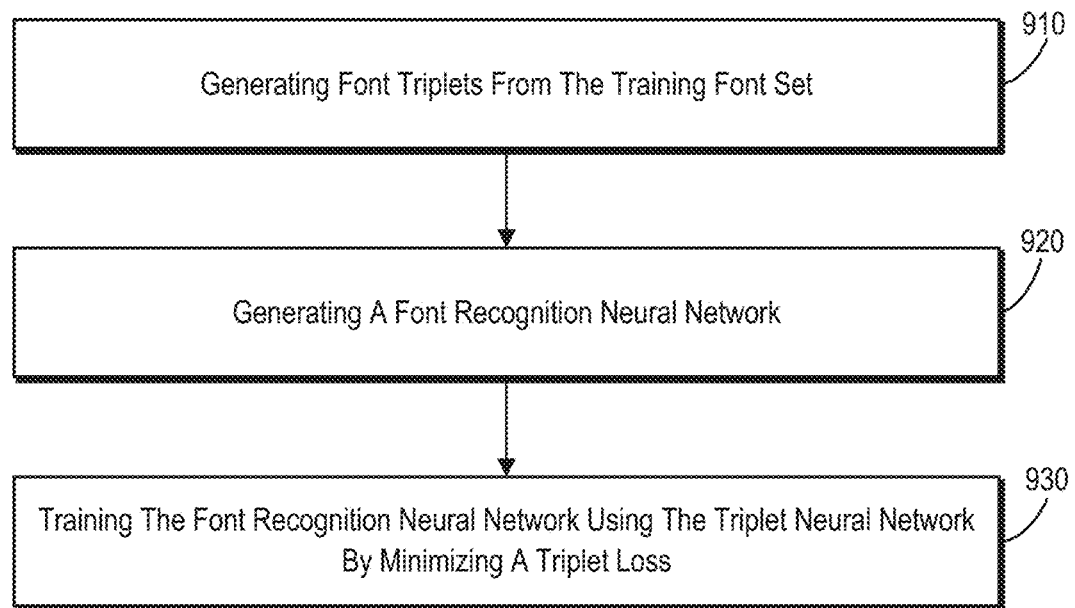 910
Generating Font Triplets From The Training Font Set
920
Generating A Font Recognition Neural Network
930
Training The Font Recognition Neural Network Using The Triplet Neural Network
By Minimizing A Triplet Loss